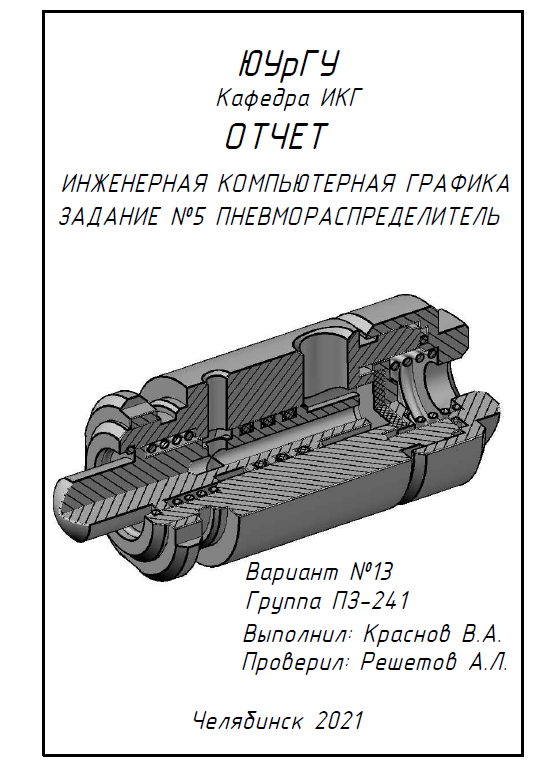 ЮУрГУ
Кафедра ИКГ
ОТЧЕТ
ИНЖЕНЕРНАЯ КОМПЬЮТЕРНАЯ ГРАФИКА
ЗАДАНИЕ №5 ПНЕВМОРАСПРЕДЕЛИТЕЛЬ
Вариант №13
Группа ПЗ-241
Выполнил: Краснов В.А.
Проверил: Решетов А.Л.
Челябинск 2021